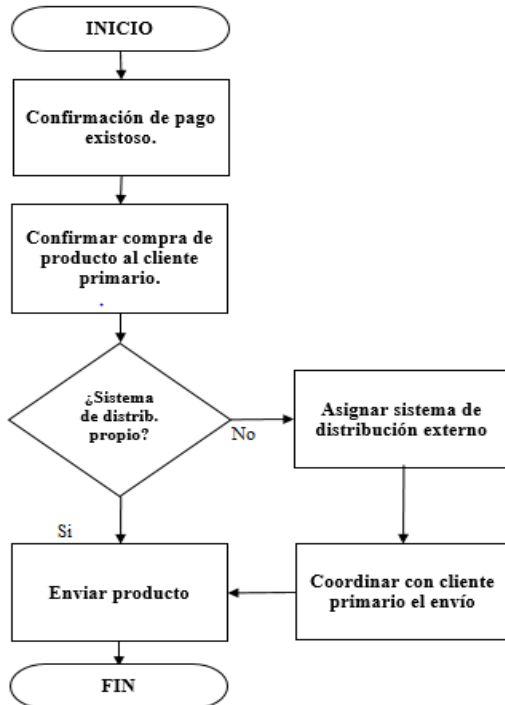 INICIO
Confirmación de pago
existoso.
Confirmar compra de
producto al cliente
primario.
¿Sistema
de distrib.
propio?
No
Asignar sistema de
distribución externo
Si
Enviar producto
Coordinar con cliente
primario el envío
FIN